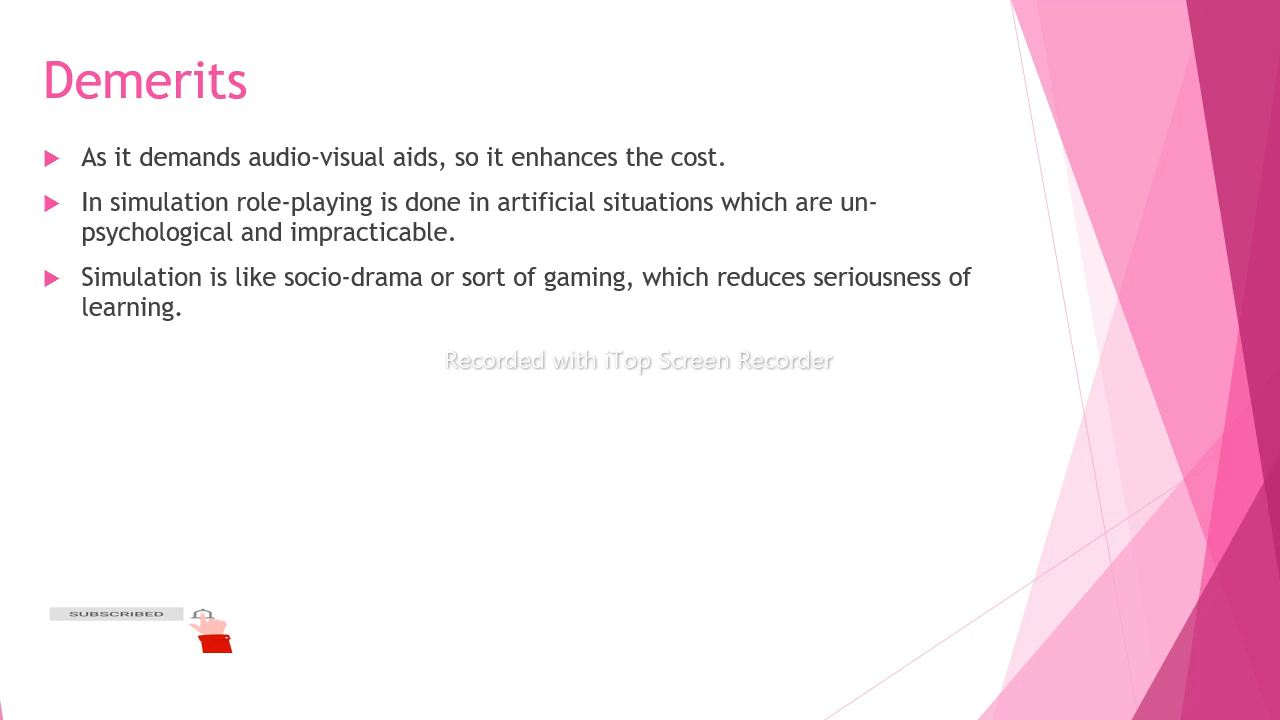 Demerits
As it demands audio-visual aids, so it enhances the cost.
In simulation role-playing is done in artificial situations which are un-
psychological and impracticable.
Simulation is like socio-drama or sort of gaming, which reduces seriousness of
learning.
Recorded with iTop Screen Recorder
SUBSCRIBED